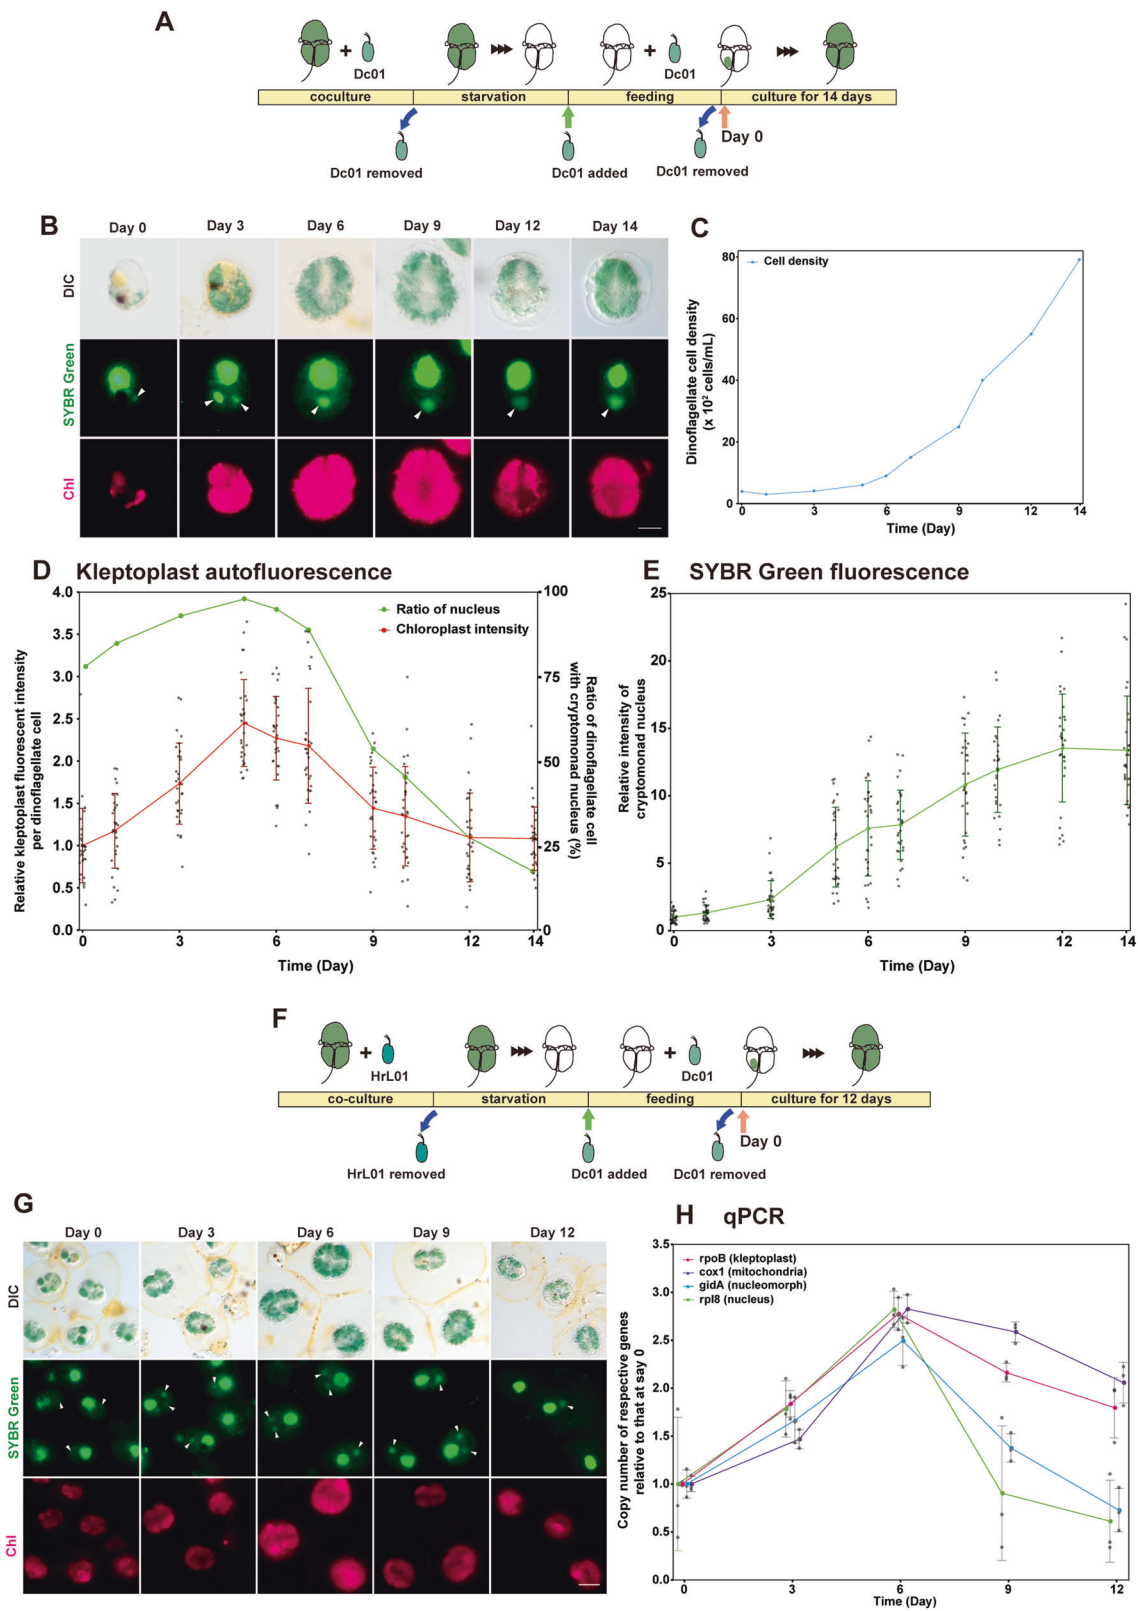 A
Dc01
Dc01
coculture
starvation
feeding
culture for 14 days
Day 0
Dc01 removed
Dc01 added
Dc01 removed
B
Day 0
Day 3
Day 6
Day 9
Day 12
Day 14
DIC
SYBR Green
Chl
C
Cell density
Dinoflagellate cell density
(x 10² cells/mL)
80
60
40
20
0
0
3
6
9
12
14
Time (Day)
D Kleptoplast autofluorescence
Ratio of nucleus
Chloroplast intensity
Relative kleptoplast fluorescent intensity
per dinoflagellate cell
4.0
3.5
3.0
2.5
2.0
1.5
1.0
0.5
0.0
100
75
50
25
0
Ratio of dinoflagellate cell
with cryptomonad nucleus (%)
0
3
6
9
12
14
Time (Day)
E SYBR Green fluorescence
Relative intensity of
cryptomonad nucleus
25
20
15
10
5
0
0
3
6
9
12
14
Time (Day)
F
HrL01
Dc01
co-culture
starvation
feeding
culture for 12 days
Day 0
HrL01 removed
Dc01 added
Dc01 removed
G
Day 0
Day 3
Day 6
Day 9
Day 12
DIC
SYBR Green
Chl
H qPCR
rpoB (kleptoplast)
cox1 (mitochondria)
gidA (nucleomorph)
rpl8 (nucleus)
Copy number of respective genes
relative to that at say 0
3.5
3.0
2.5
2.0
1.5
1.0
0.5
0.0
0
3
6
9
12
Time (Day)